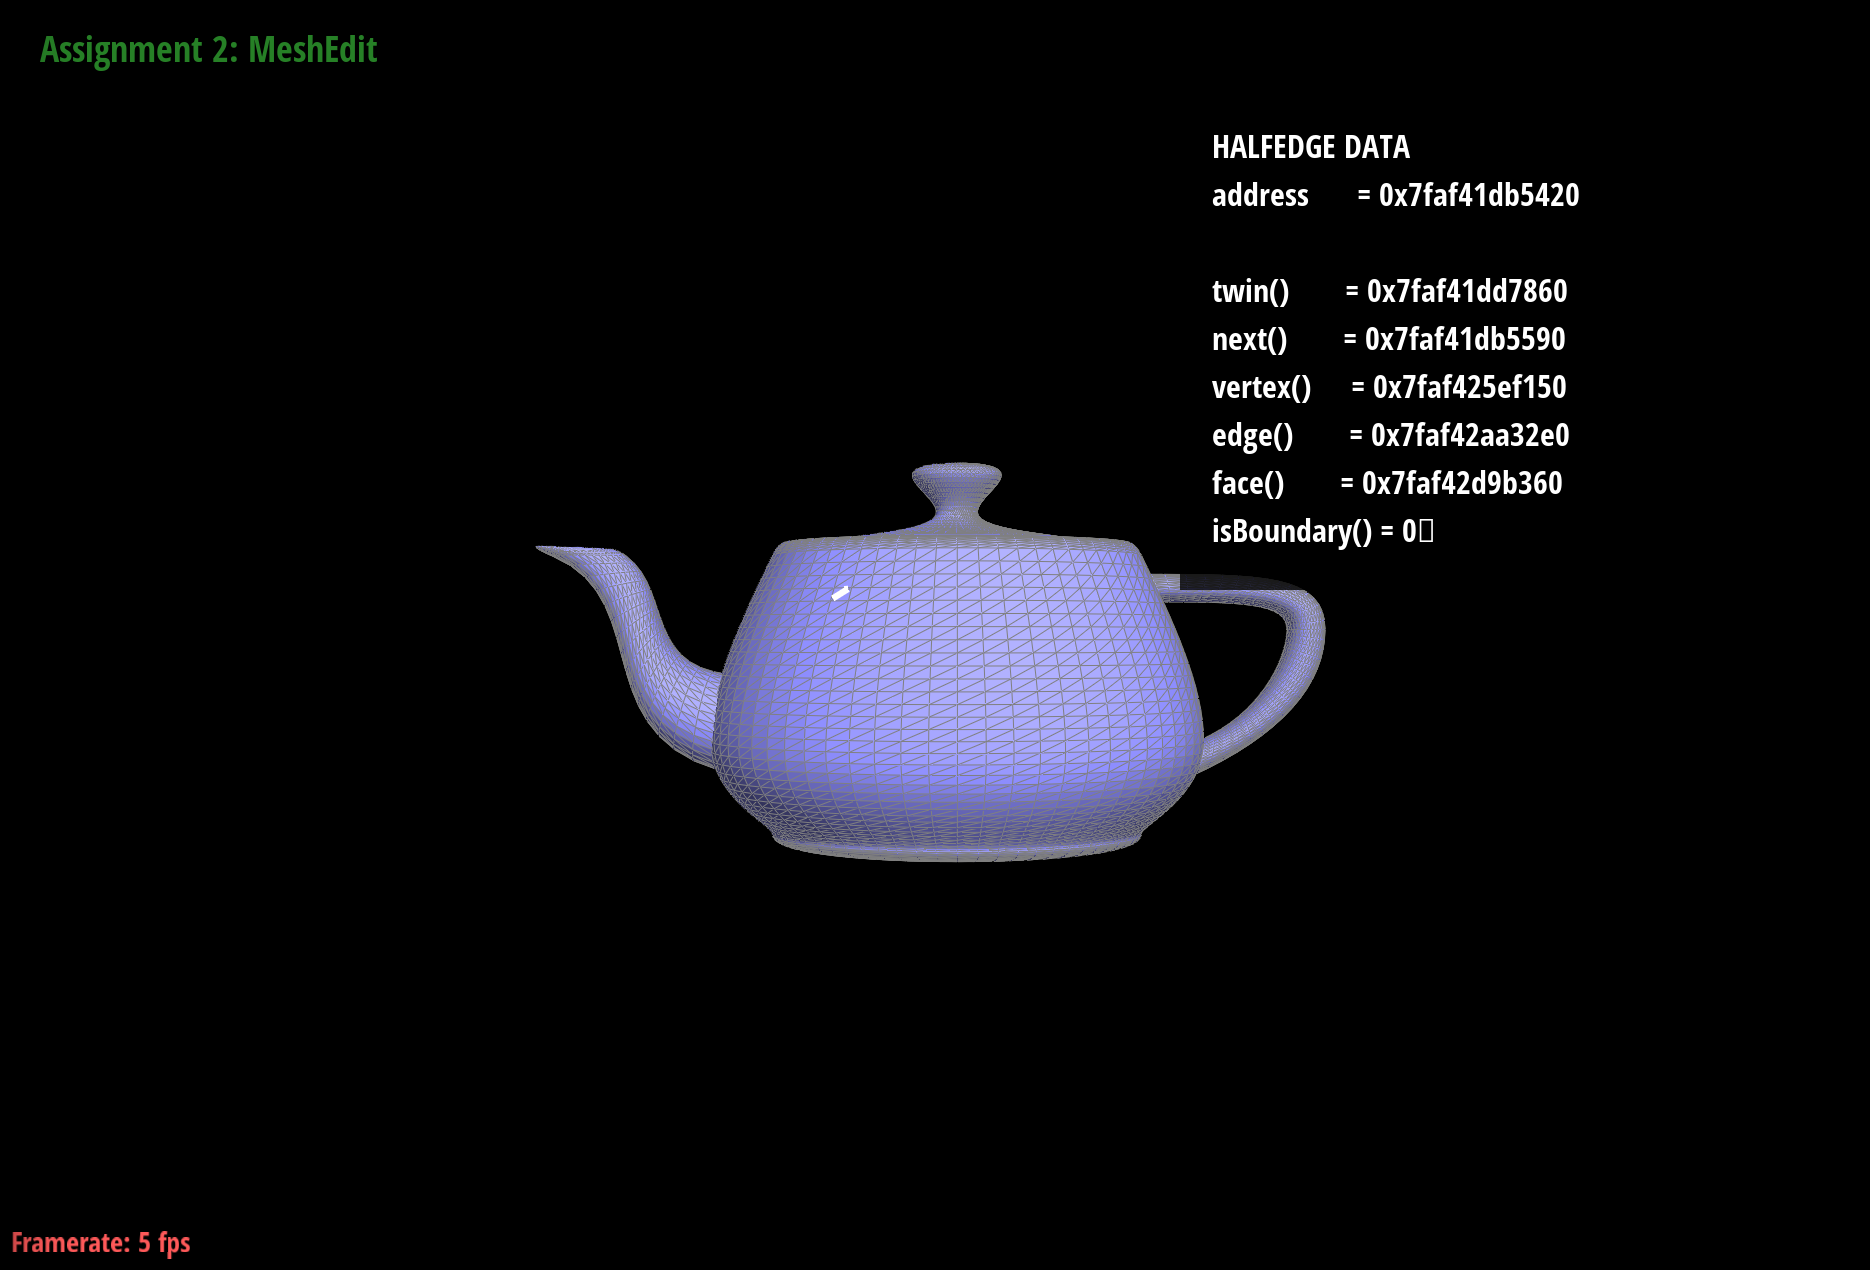 Assignment 2: MeshEdit
HALFEDGE DATA
address = 0x7faf41db5420
twin() = 0x7faf41dd7860
next() = 0x7faf41db5590
vertex() = 0x7faf425ef150
edge() = 0x7faf42aa32e0
face() = 0x7faf42d9b360
isBoundary() = 0
Framerate: 5 fps